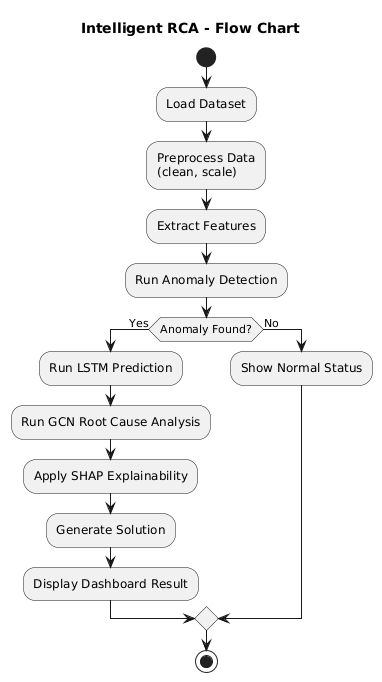 Intelligent RCA - Flow Chart
Load Dataset
Preprocess Data
(clean, scale)
Extract Features
Run Anomaly Detection
Anomaly Found?
Yes
No
Run LSTM Prediction
Show Normal Status
Run GCN Root Cause Analysis
Apply SHAP Explainability
Generate Solution
Display Dashboard Result